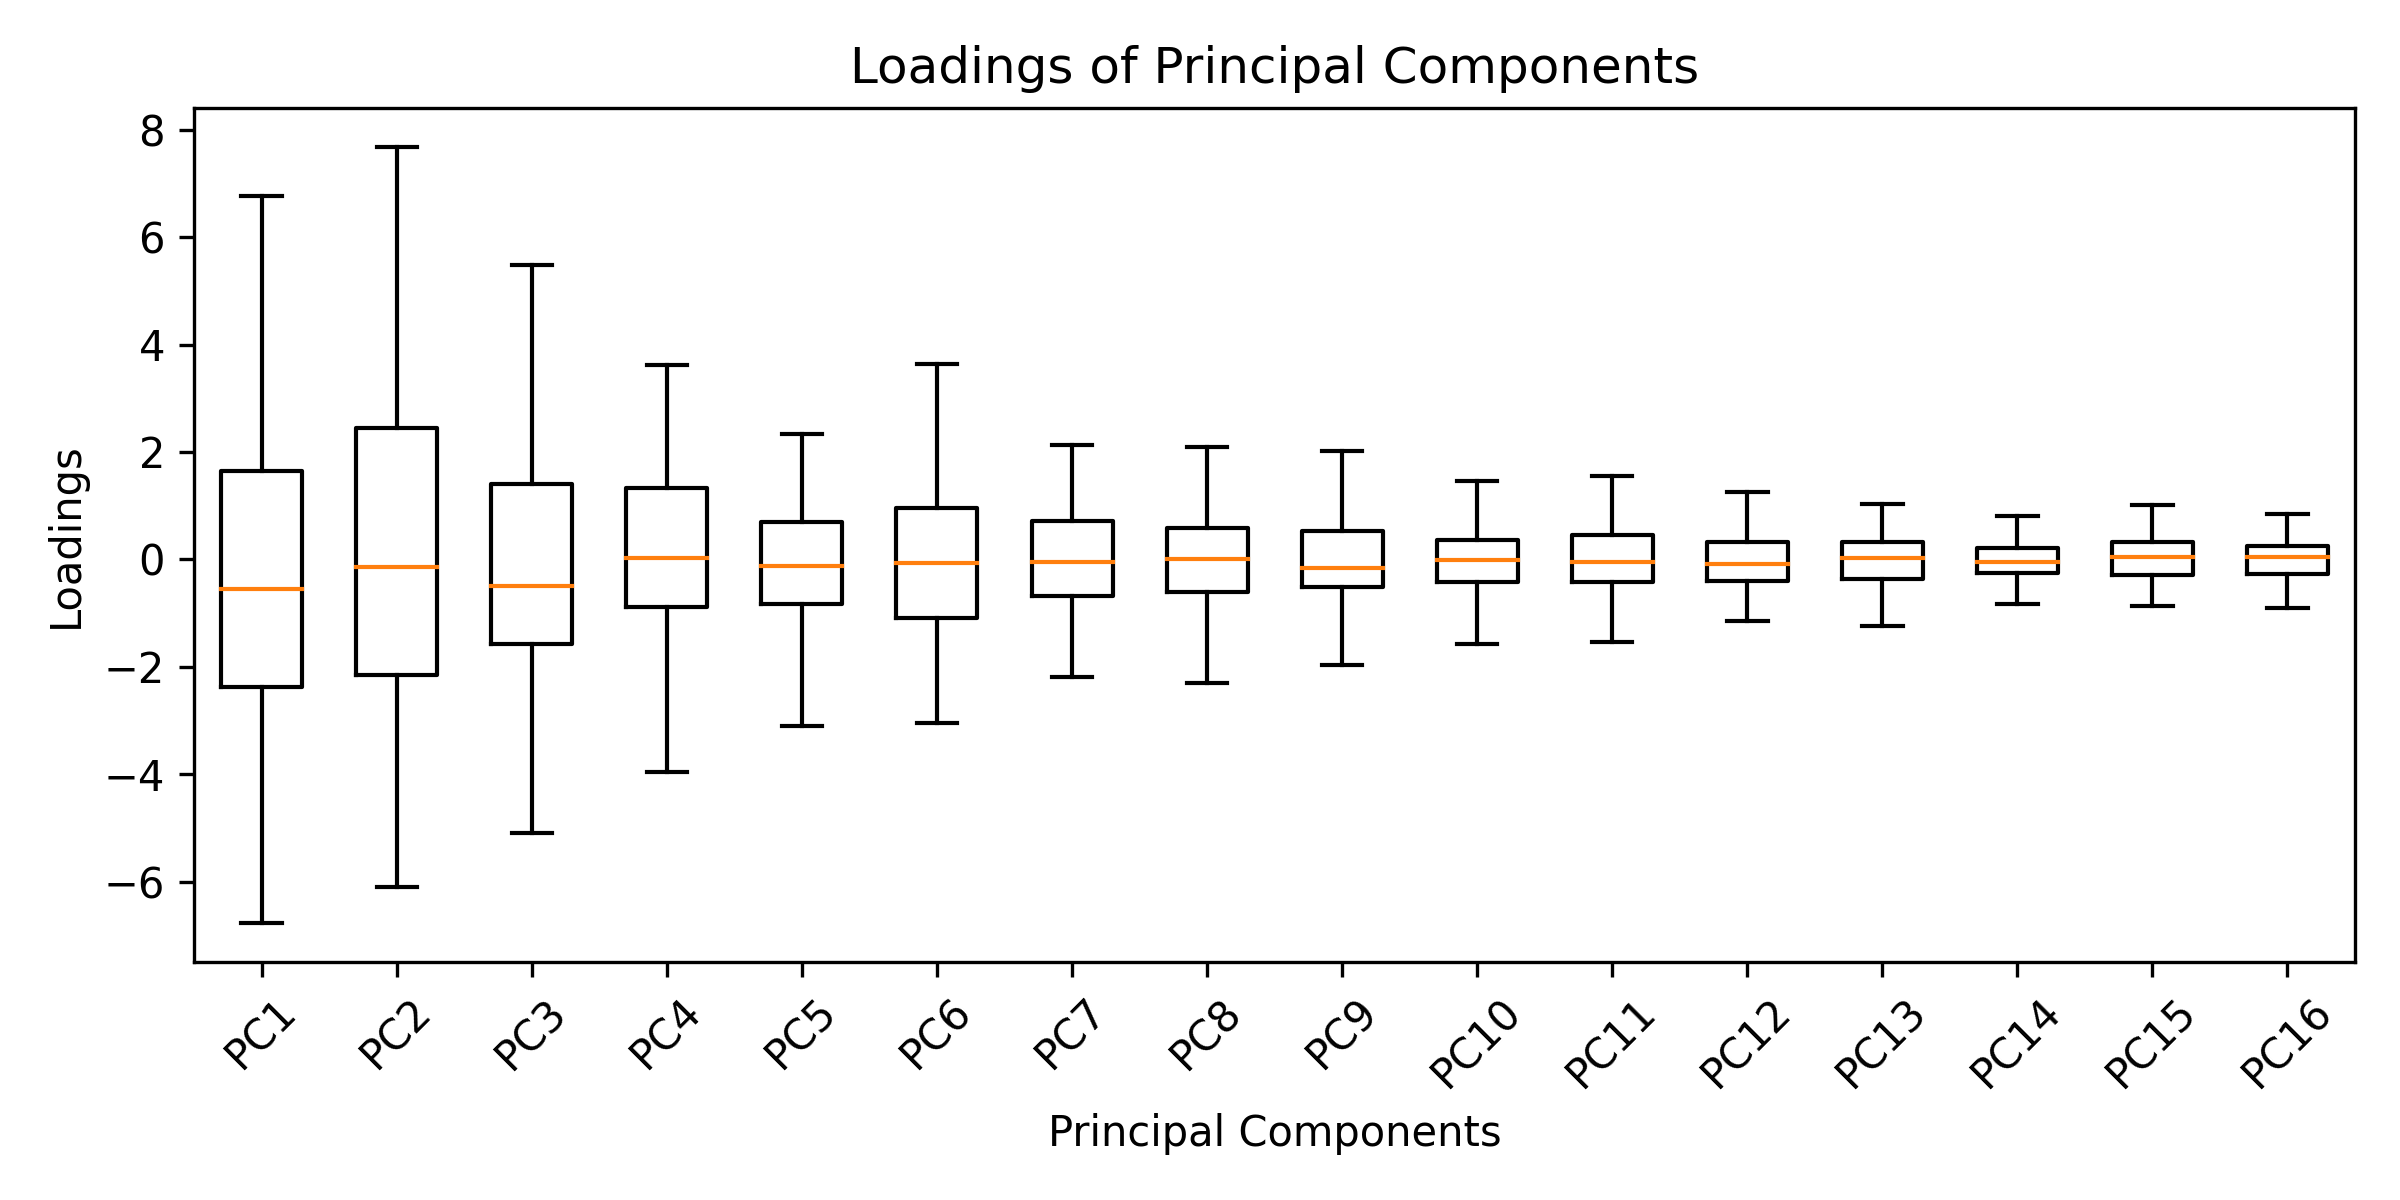 Loadings of Principal Components
Loadings
8
6
4
2
0
−2
−4
−6
PC1 PC2 PC3 PC4 PC5 PC6 PC7 PC8 PC9 PC10 PC11 PC12 PC13 PC14 PC15 PC16
Principal Components